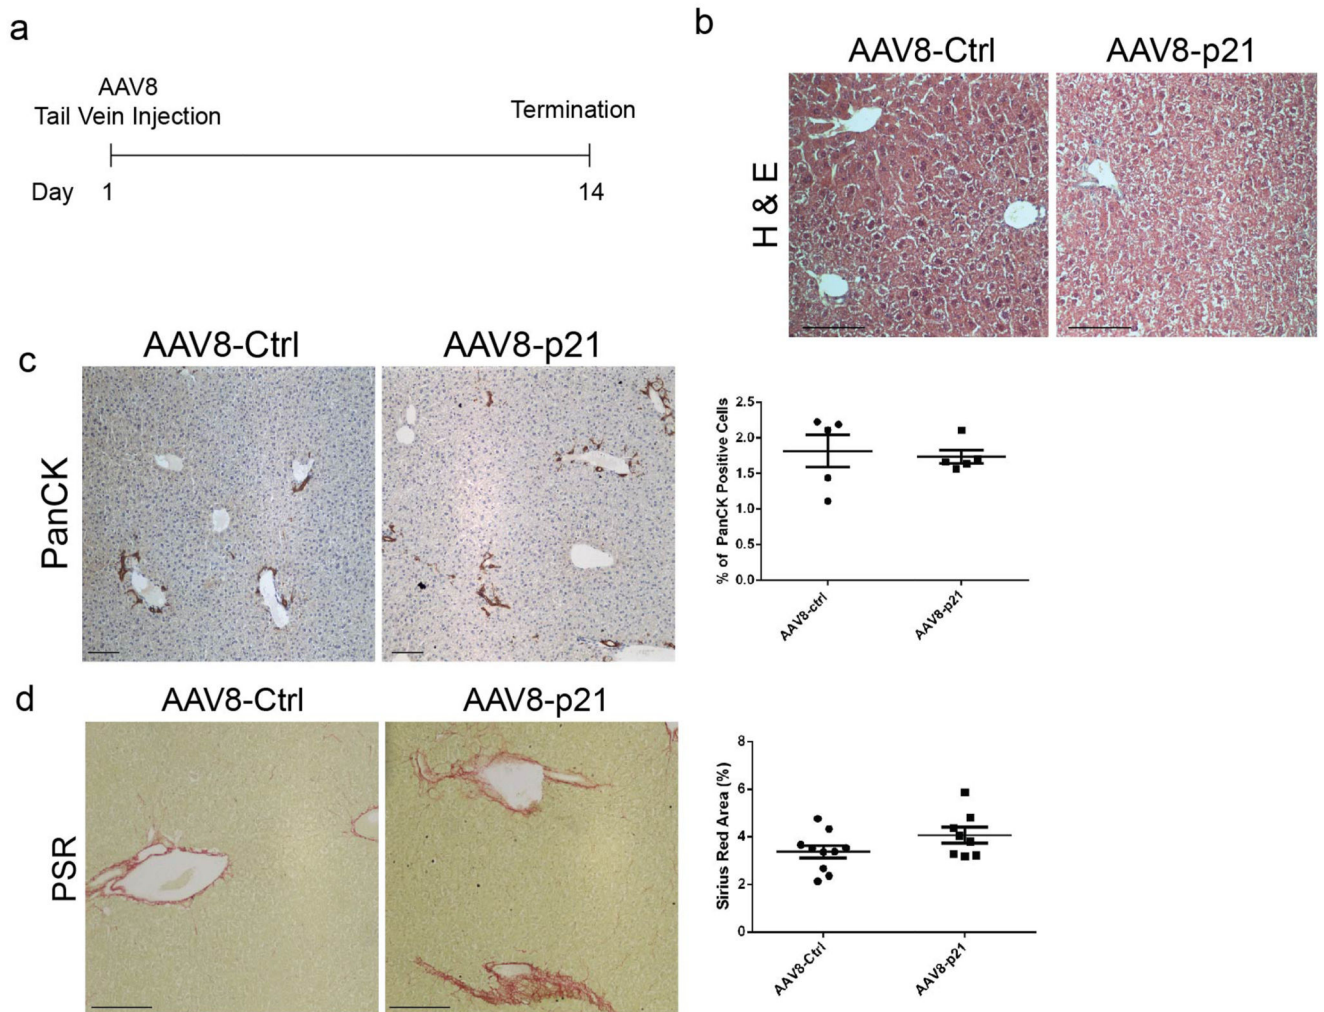 a
AAV8
Tail Vein Injection
Termination
Day 1 14
b
AAV8-Ctrl AAV8-p21
H & E
c
AAV8-Ctrl AAV8-p21
PanCK
% of PanCK Positive Cells
2.5
2.0
1.5
1.0
0.5
0.0
AAV8-ctrl
AAV8-p21
d
AAV8-Ctrl AAV8-p21
PSR
Sirius Red Area (%)
8
6
4
2
0
AAV8-Ctrl
AAV8-p21